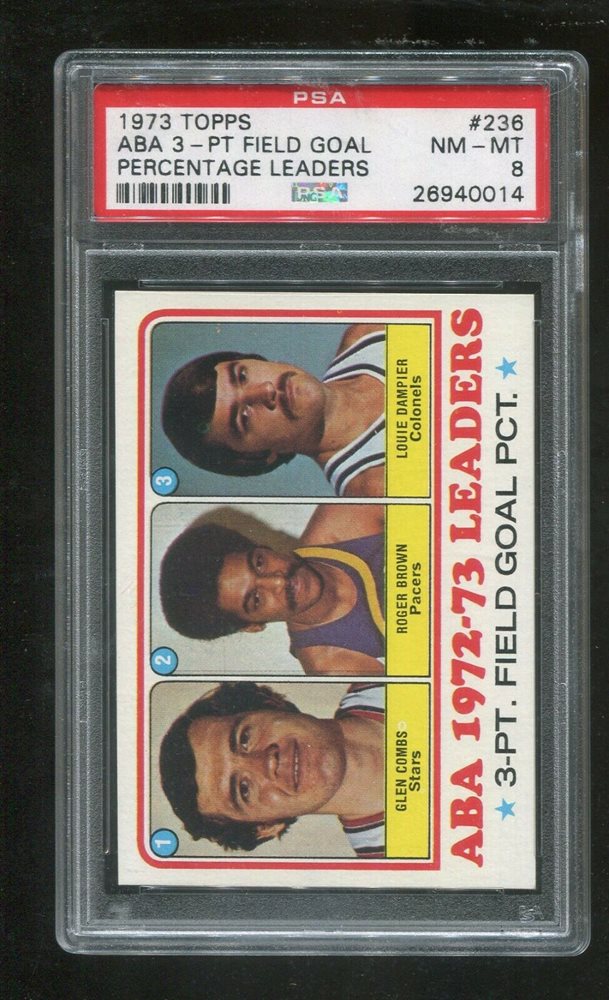 PSA
1973 TOPPS #236
ABA 3-PT FIELD GOAL NM-MT
PERCENTAGE LEADERS 8
PSA
26940014
1
GLEN COMBS
Stars
2
ROGER BROWN
Pacers
3
LOUIE DAMPIER
Colonels
ABA 1972-73 LEADERS
★ 3-PT. FIELD GOAL PCT. ★